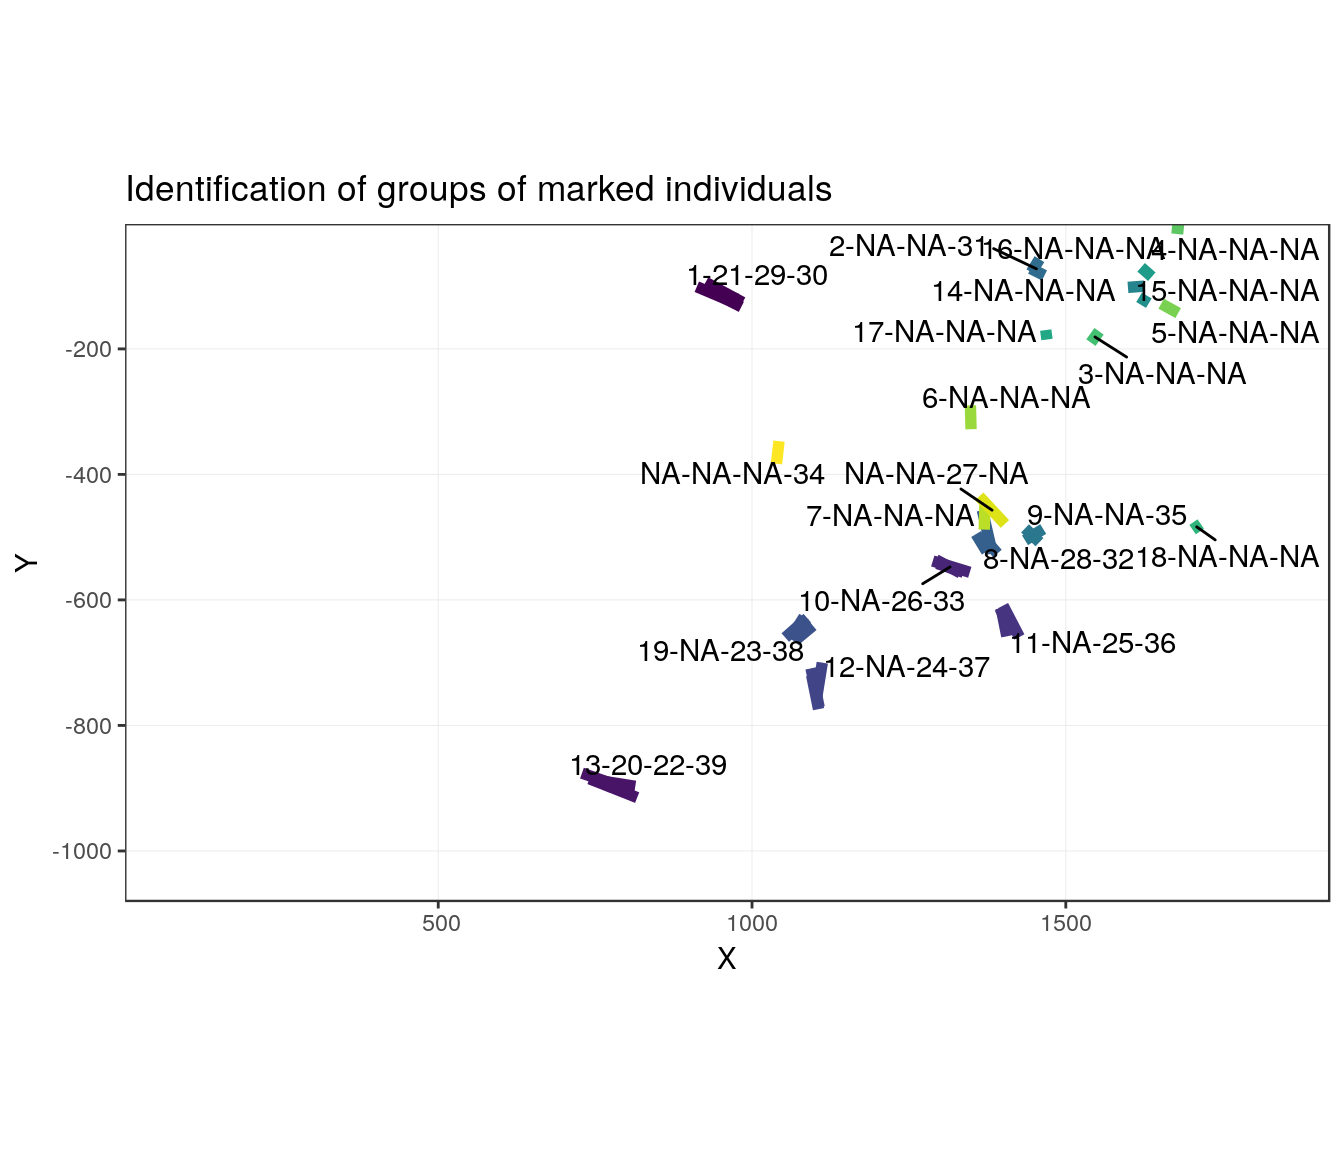 Identification of groups of marked individuals
2-NA-NA-31
16-NA-NA-NA
4-NA-NA-NA
1-21-29-30
14-NA-NA-NA
15-NA-NA-NA
17-NA-NA-NA
5-NA-NA-NA
-200
3-NA-NA-NA
6-NA-NA-NA
-400
NA-NA-NA-34
NA-NA-27-NA
7-NA-NA-NA
9-NA-NA-35
8-NA-28-32
18-NA-NA-NA
Y
-600
10-NA-26-33
11-NA-25-36
19-NA-23-38
12-NA-24-37
-800
13-20-22-39
-1000
500
1000
1500
X